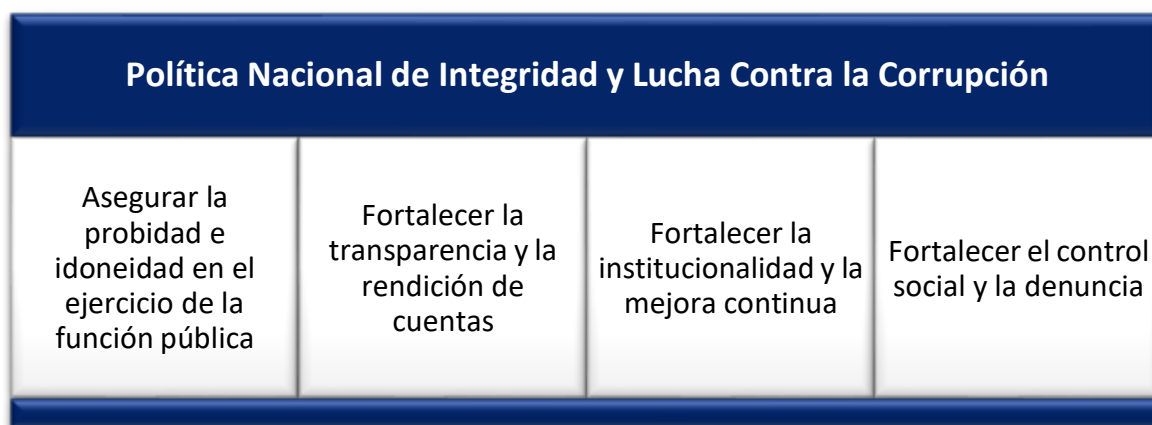 Política Nacional de Integridad y Lucha Contra la Corrupción
Asegurar la
probidad e
idoneidad en el
ejercicio de la
función pública
Fortalecer la
transparencia y la
rendición de
cuentas
Fortalecer la
institucionalidad y la
mejora continua
Fortalecer el control
social y la denuncia